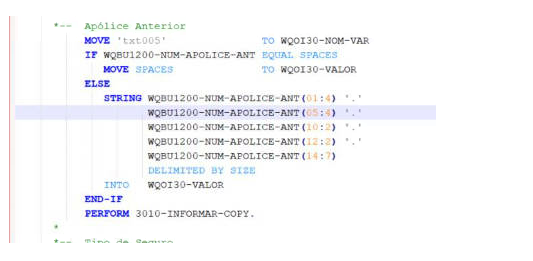 *-- Apólice Anterior
MOVE 'txt005' TO WQOI30-NOM-VAR
IF WQBU1200-NUM-APOLICE-ANT EQUAL SPACES
MOVE SPACES TO WQOI30-VALOR
ELSE
STRING WQBU1200-NUM-APOLICE-ANT(01:4) '.'
WQBU1200-NUM-APOLICE-ANT(05:4) '.'
WQBU1200-NUM-APOLICE-ANT(10:2) '.'
WQBU1200-NUM-APOLICE-ANT(12:2) '.'
WQBU1200-NUM-APOLICE-ANT(14:7)
DELIMITED BY SIZE
INTO WQOI30-VALOR
END-IF
PERFORM 3010-INFORMAR-COPY.
*
*-- Tipo de Seguro